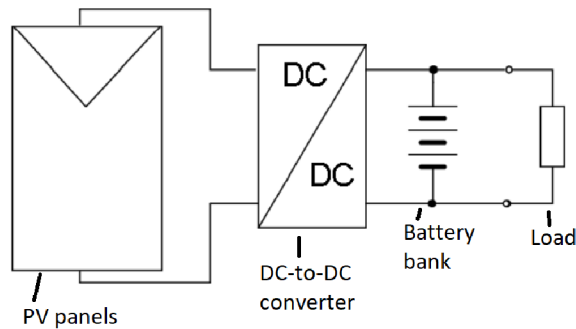 DC
DC
Battery
bank
Load
DC-to-DC
converter
PV panels